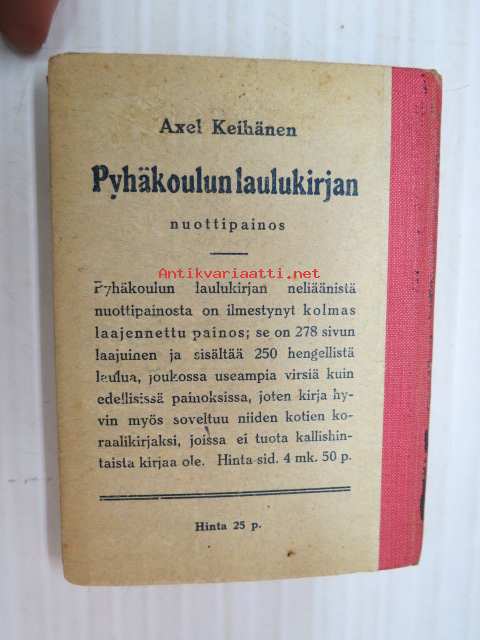 Axel Keihänen
Pyhäkoulun laulukirjan
nuottipainos
Antikvariaatti.net
Pyhäkoulun laulukirjan neliäänistä
nuottipainosta on ilmestynyt kolmas
laajennettu painos; se on 278 sivun
laajuinen ja sisältää 250 hengellistä
laulua, joukossa useampia virsiä kuin
edellisissä painoksissa, joten kirja hy-
vin myös soveltuu niiden kotien ko-
raalikirjaksi, joissa ei tuota kallishin-
taista kirjaa ole. Hinta sid. 4 mk. 50 p.
Hinta 25 p.